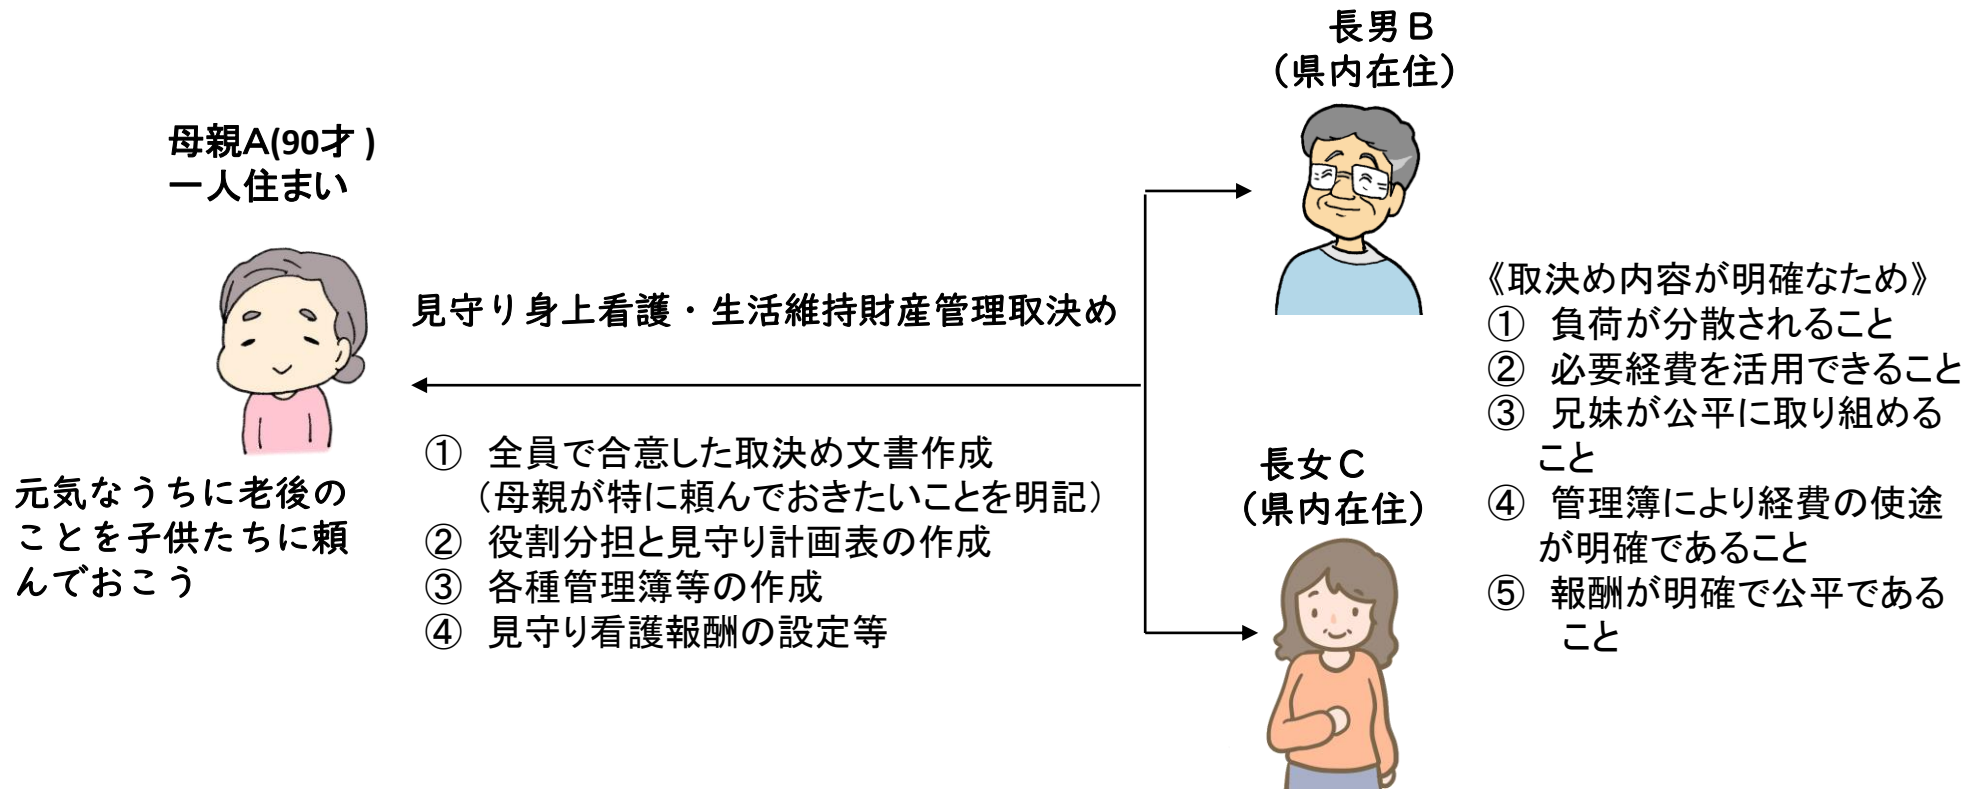 母親A(90才 )
一人住まい
元気なうちに老後の
ことを子供たちに頼
んでおこう
見守り身上看護・生活維持財産管理取決め
① 全員で合意した取決め文書作成
（母親が特に頼んでおきたいことを明記）
② 役割分担と見守り計画表の作成
③ 各種管理簿等の作成
④ 見守り看護報酬の設定等
長男Ｂ
（県内在住）
長女Ｃ
（県内在住）
《取決め内容が明確なため》
① 負荷が分散されること
② 必要経費を活用できること
③ 兄妹が公平に取り組める
こと
④ 管理簿により経費の使途
が明確であること
⑤ 報酬が明確で公平である
こと